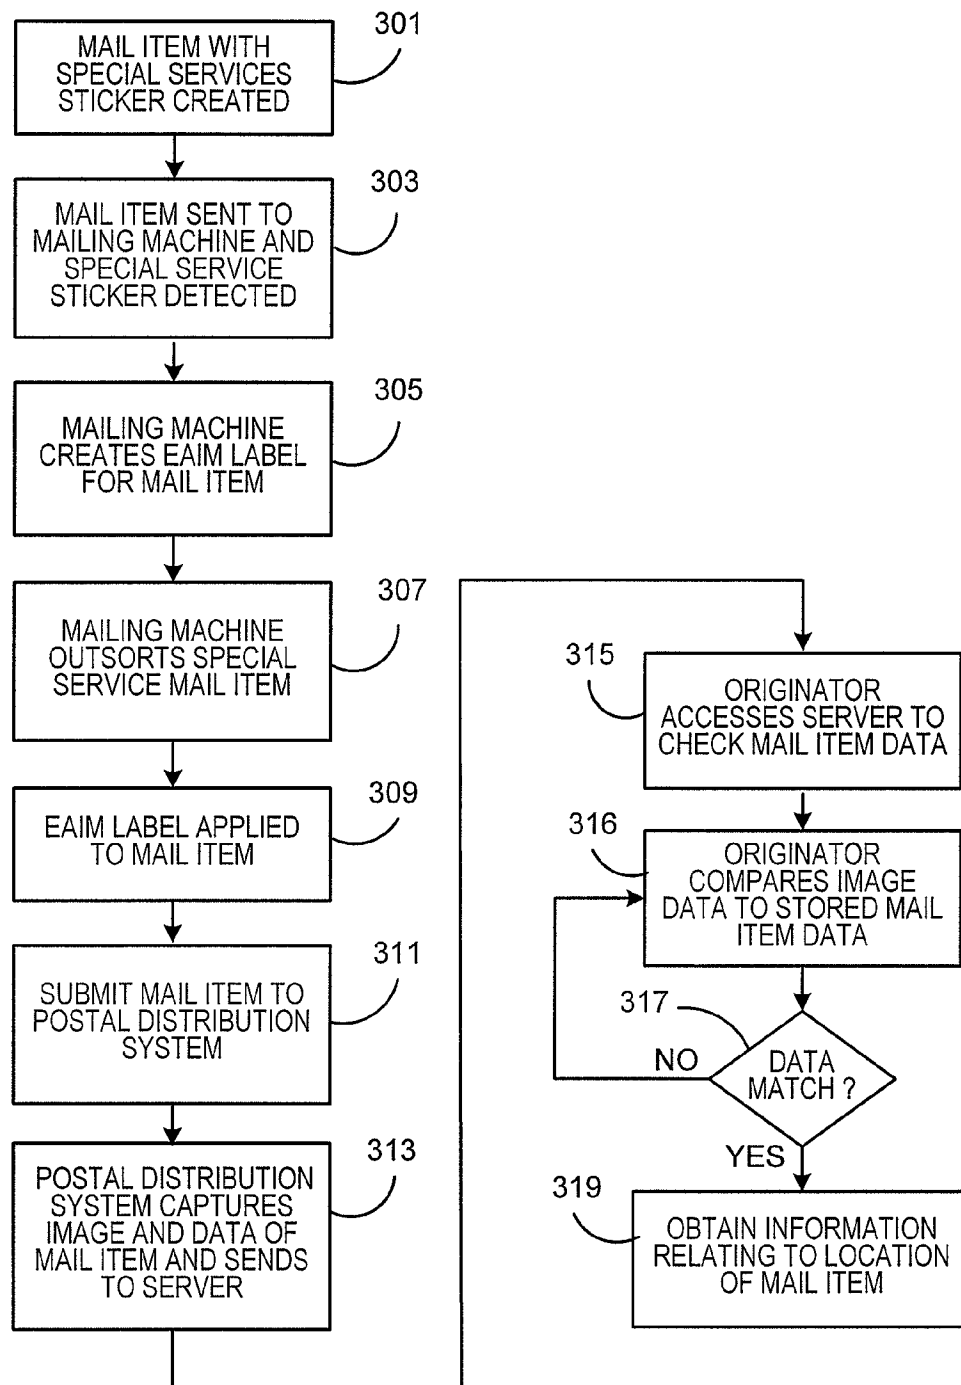 301
MAIL ITEM WITH
SPECIAL SERVICES
STICKER CREATED
303
MAIL ITEM SENT TO
MAILING MACHINE AND
SPECIAL SERVICE
STICKER DETECTED
305
MAILING MACHINE
CREATES EAIM LABEL
FOR MAIL ITEM
307
MAILING MACHINE
OUTSORTS SPECIAL
SERVICE MAIL ITEM
309
EAIM LABEL APPLIED
TO MAIL ITEM
311
SUBMIT MAIL ITEM TO
POSTAL DISTRIBUTION
SYSTEM
313
POSTAL DISTRIBUTION
SYSTEM CAPTURES
IMAGE AND DATA OF
MAIL ITEM AND SENDS
TO SERVER
315
ORIGINATOR
ACCESSES SERVER TO
CHECK MAIL ITEM DATA
316
ORIGINATOR
COMPARES IMAGE
DATA TO STORED MAIL
ITEM DATA
317
NO
DATA
MATCH ?
YES
319
OBTAIN INFORMATION
RELATING TO LOCATION
OF MAIL ITEM